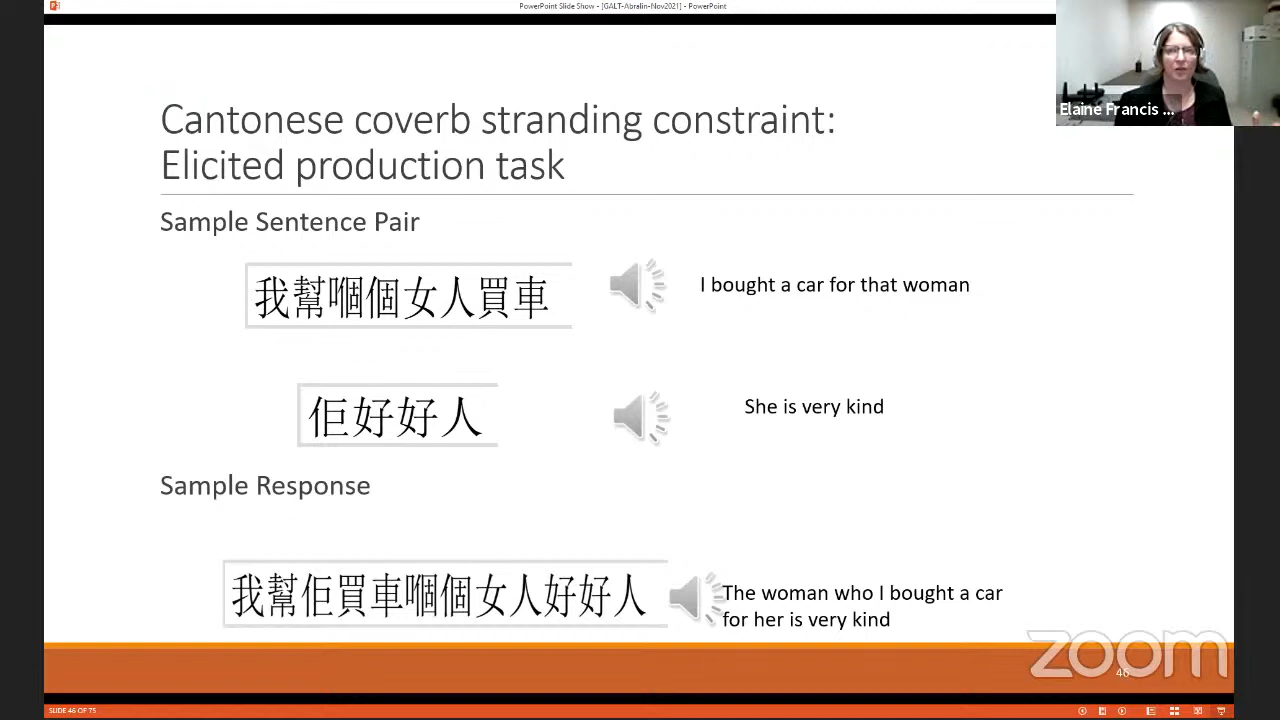 PowerPoint Slide Show - [GALT-Abralin-Nov2021] - PowerPoint
Elaine Francis ...
Cantonese coverb stranding constraint:
Elicited production task
Sample Sentence Pair
我幫嗰個女人買車
I bought a car for that woman
佢好好人
She is very kind
Sample Response
我幫佢買車嗰個女人好好人
The woman who I bought a car
for her is very kind
zoom
46
SLIDE 46 OF 75